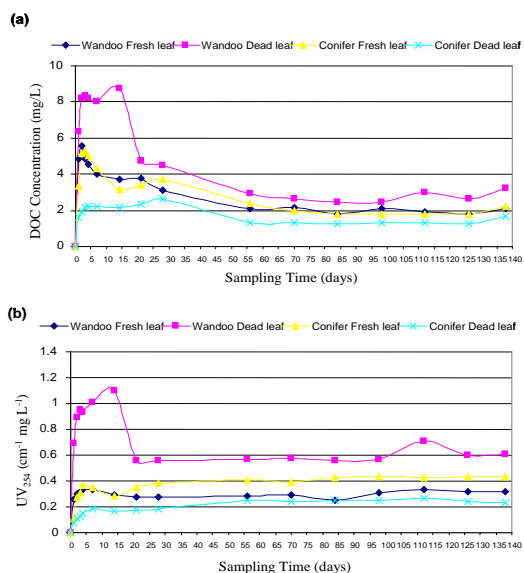 (a)
Wandoo Fresh leaf Wandoo Dead leaf Conifer Fresh leaf Conifer Dead leaf
DOC Concentration (mg/L)
10
8
6
4
2
0
0 5 10 15 20 25 30 35 40 45 50 55 60 65 70 75 80 85 90 95 100 105 110 115 120 125 130 135 140
Sampling Time (days)
(b)
Wandoo Fresh leaf Wandoo Dead leaf Conifer Fresh leaf Conifer Dead leaf
UV254 (cm-1 mg L-1)
1.4
1.2
1
0.8
0.6
0.4
0.2
0
0 5 10 15 20 25 30 35 40 45 50 55 60 65 70 75 80 85 90 95 100 105 110 115 120 125 130 135 140
Sampling Time (days)